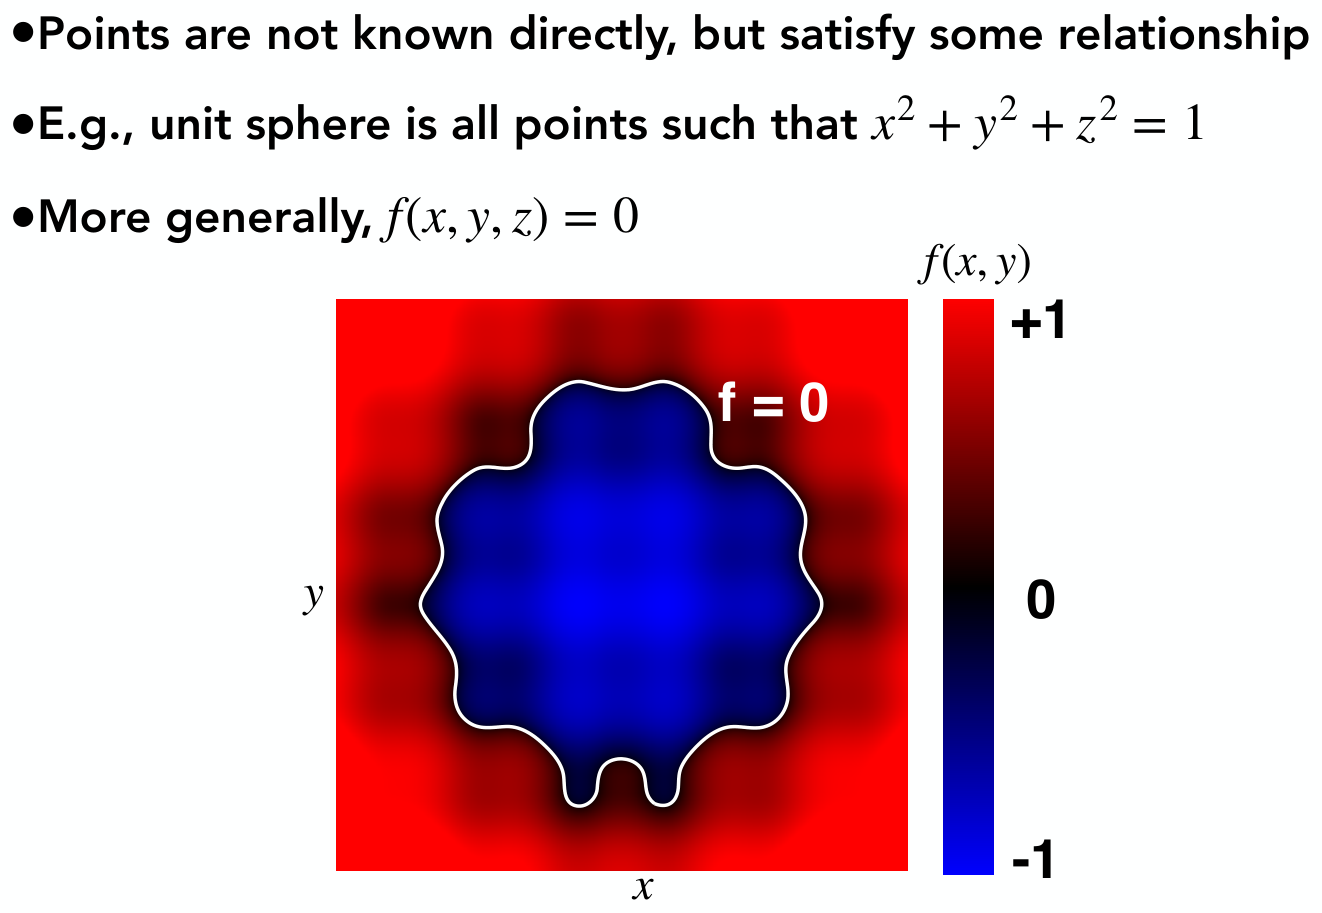 •Points are not known directly, but satisfy some relationship
•E.g., unit sphere is all points such that x² + y² + z² = 1
•More generally, f(x, y, z) = 0
f(x, y)
+1
f = 0
y
0
-1
x